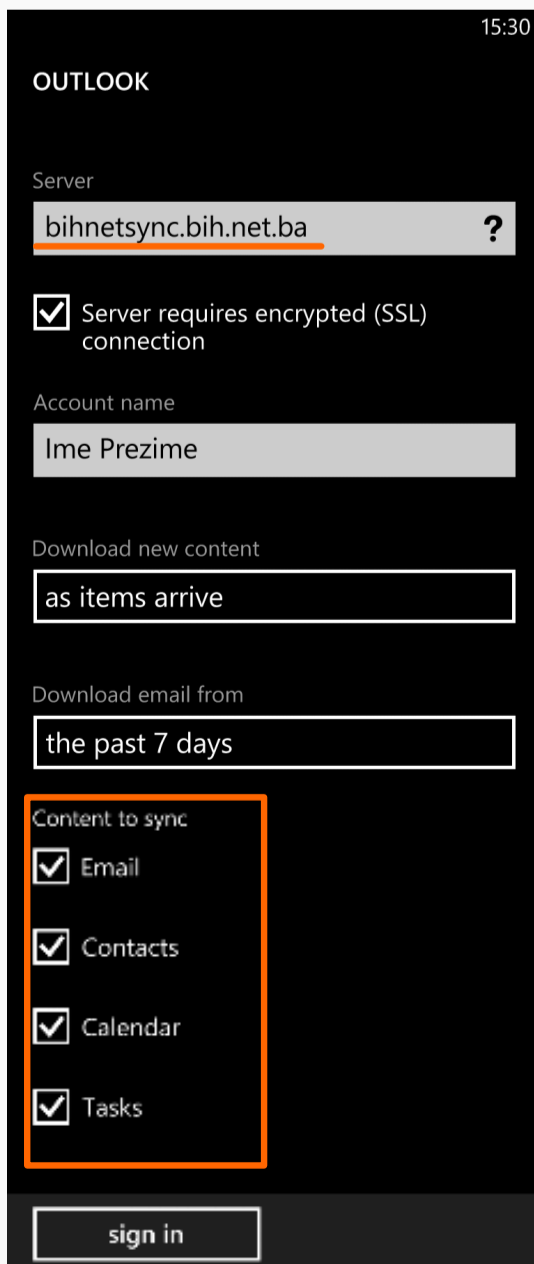 15:30
OUTLOOK
Server
bihnetsync.bih.net.ba ?
Server requires encrypted (SSL)
connection
Account name
Ime Prezime
Download new content
as items arrive
Download email from
the past 7 days
Content to sync
Email
Contacts
Calendar
Tasks
sign in